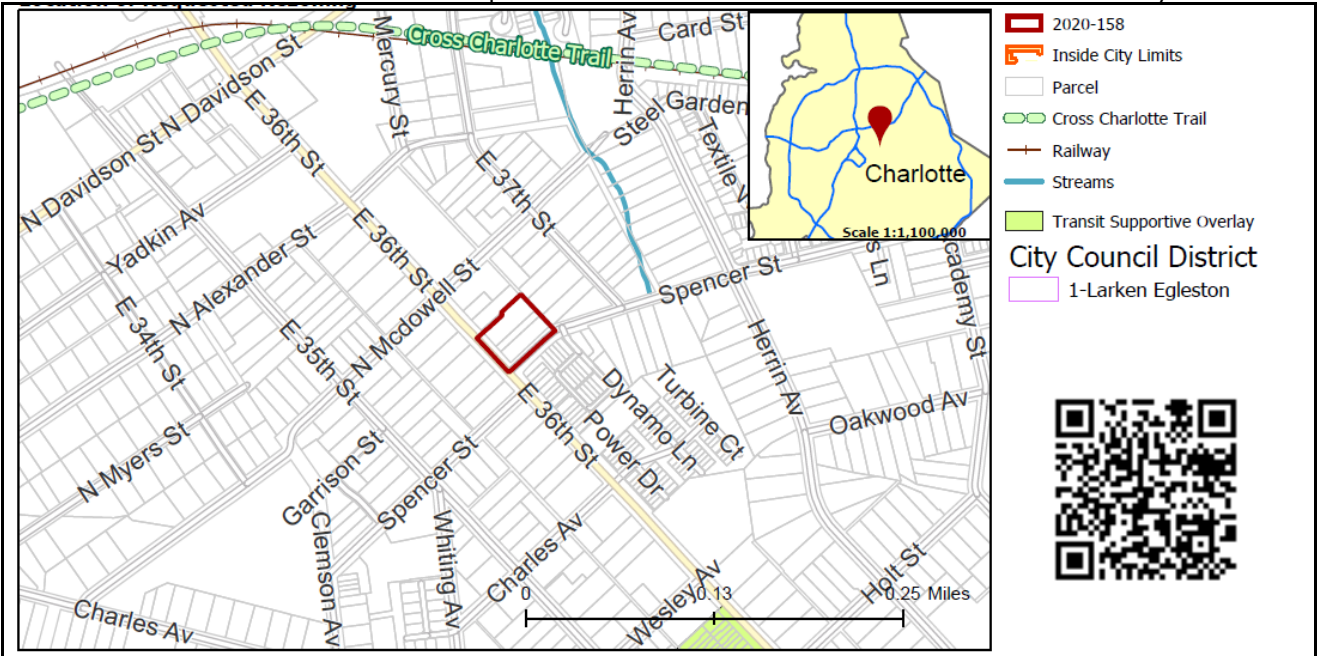 Cross Charlotte Trail
Card St
Herrin Av
Mercury St
N Davidson St
N Davidson St
E 36th St
Steel
Garden
Textile
E 37th St
Yadkin Av
N Alexander St
E 36th St
N Mcdowell St
Spencer St
E 34th St
E 35th St
Herrin Av
E 36th St
Dynamo Ln
Turbine Ct
Power Dr
Oakwood Av
N Myers St
Garrison St
Spencer St
Clemson Av
Whiting Av
Charles Av
Charles Av
Wesley Av
Holt St
0
0.13
0.25 Miles
Charlotte
Scale 1:1,100,000
s Ln
cademy St
2020-158
Inside City Limits
Parcel
Cross Charlotte Trail
Railway
Streams
Transit Supportive Overlay
City Council District
1-Larken Egleston